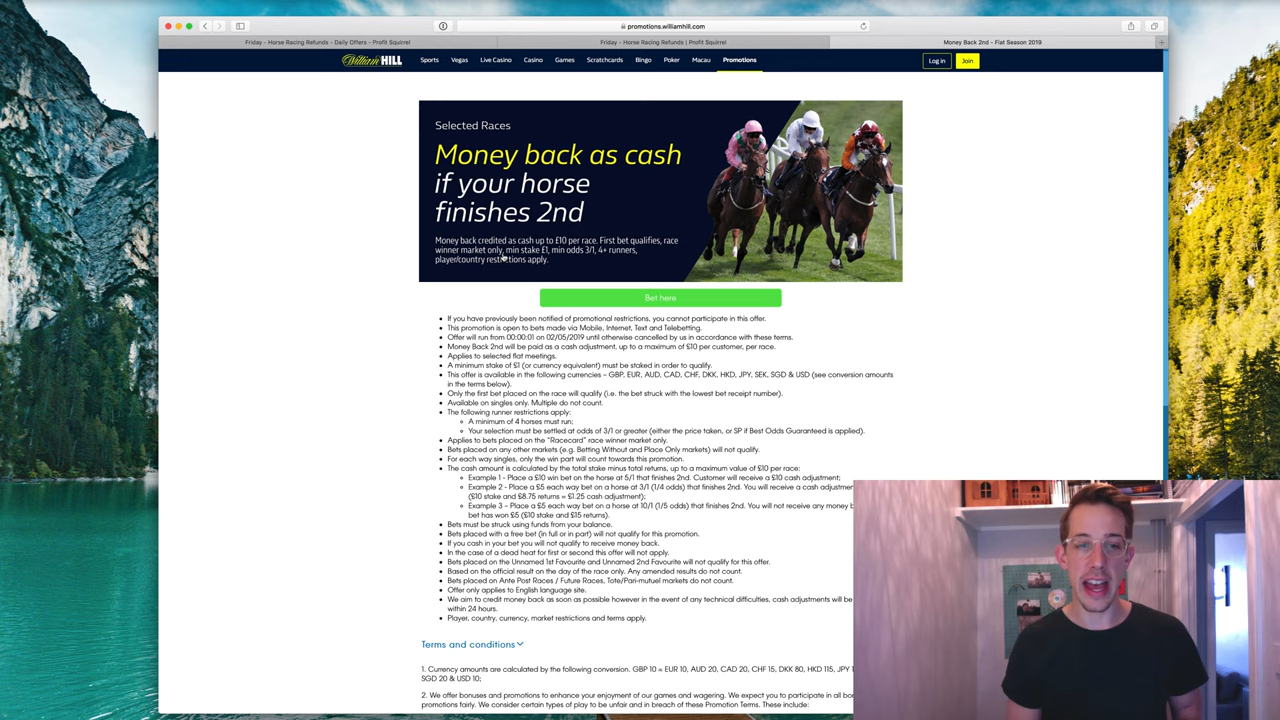 promotions.williamhill.com
Friday - Horse Racing Refunds - Daily Offers - Profit Squirrel
Friday - Horse Racing Refunds | Profit Squirrel
Money Back 2nd - Flat Season 2019
William HILL Sports Vegas Live Casino Casino Games Scratchcards Bingo Poker Macau Promotions Log in Join
Selected Races
Money back as cash
if your horse
finishes 2nd
Money back credited as cash up to £10 per race. First bet qualifies, race
winner market only, min stake £1, min odds 3/1, 4+ runners,
player/country restrictions apply.
Bet here
If you have previously been notified of promotional restrictions, you cannot participate in this offer.
This promotion is open to bets made via Mobile, Internet, Text and Telebetting.
Offer will run from 00:00:01 on 02/05/2019 until otherwise cancelled by us in accordance with these terms.
Money Back 2nd will be paid as a cash adjustment, up to a maximum of £10 per customer, per race.
Applies to selected flat meetings.
A minimum stake of £1 (or currency equivalent) must be staked in order to qualify.
This offer is available in the following currencies – GBP, EUR, AUD, CAD, CHF, DKK, HKD, JPY, SEK, SGD & USD (see conversion amounts
in the terms below).
Only the first bet placed on the race will qualify (i.e. the bet struck with the lowest bet receipt number).
Available on singles only. Multiple do not count.
The following runner restrictions apply:
A minimum of 4 horses must run;
Your selection must be settled at odds of 3/1 or greater (either the price taken, or SP if Best Odds Guaranteed is applied).
Applies to bets placed on the “Racecard” race winner market only.
Bets placed on any other markets (e.g. Betting Without and Place Only markets) will not qualify.
For each way singles, only the win part will count towards this promotion.
The cash amount is calculated by the total stake minus total returns, up to a maximum value of £10 per race:
Example 1 - Place a £10 win bet on the horse at 5/1 that finishes 2nd. Customer will receive a £10 cash adjustment;
Example 2 - Place a £5 each way bet on a horse at 3/1 (1/4 odds) that finishes 2nd. You will receive a cash adjustment
(£10 stake and £8.75 returns = £1.25 cash adjustment);
Example 3 – Place a £5 each way bet on a horse at 10/1 (1/5 odds) that finishes 2nd. You will not receive any money b
bet has won £5 (£10 stake and £15 returns).
Bets must be struck using funds from your balance.
Bets placed with a free bet (in full or in part) will not qualify for this promotion.
If you cash in your bet you will not qualify to receive money back.
In the case of a dead heat for first or second this offer will not apply.
Bets placed on the Unnamed 1st Favourite and Unnamed 2nd Favourite will not qualify for this offer.
Based on the official result on the day of the race only. Any amended results do not count.
Bets placed on Ante Post Races / Future Races, Tote/Pari-mutuel markets do not count.
Offer only applies to English language site.
We aim to credit money back as soon as possible however in the event of any technical difficulties, cash adjustments will be
within 24 hours.
Player, country, currency, market restrictions and terms apply.
Terms and conditions
1. Currency amounts are calculated by the following conversion. GBP 10 = EUR 10, AUD 20, CAD 20, CHF 15, DKK 80, HKD 115, JPY 1
SGD 20 & USD 10;
2. We offer bonuses and promotions to enhance your enjoyment of our games and wagering. We expect you to participate in all bon
promotions fairly. We consider certain types of play to be unfair and in breach of these Promotion Terms. These include: